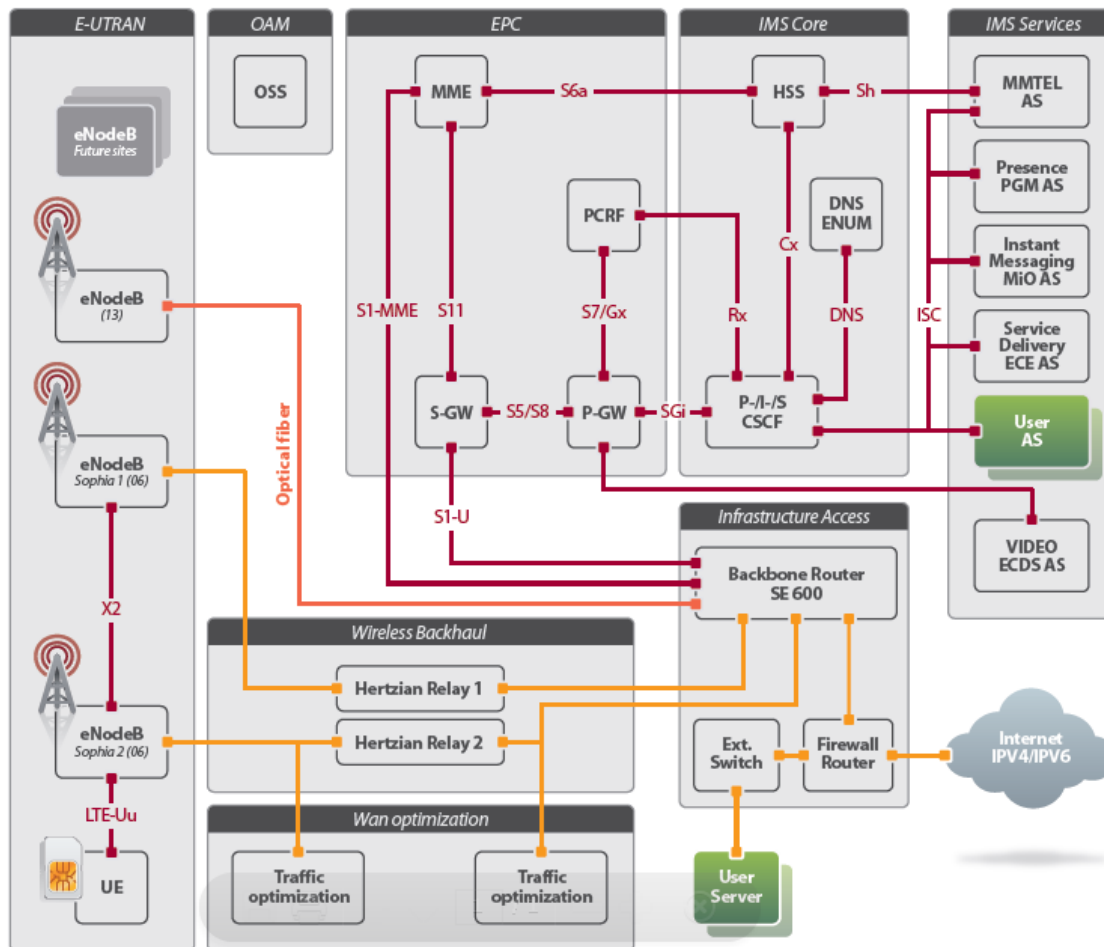 E-UTRAN
OAM
EPC
IMS Core
IMS Services
eNodeB
Future sites
OSS
MME
S6a
HSS
Sh
MMTEL
AS
Presence
PGM AS
PCRF
DNS
ENUM
Cx
Instant
Messaging
MiO AS
eNodeB
(13)
S1-MME
S11
S7/Gx
Rx
DNS
ISC
Service
Delivery
ECE AS
Optical fiber
S-GW
S5/S8
P-GW
SGi
P-/I-/S
CSCF
User
AS
eNodeB
Sophia 1 (06)
S1-U
Infrastructure Access
VIDEO
ECDS AS
Backbone Router
SE 600
X2
Wireless Backhaul
Hertzian Relay 1
eNodeB
Sophia 2 (06)
Hertzian Relay 2
Ext.
Switch
Firewall
Router
Internet
IPV4/IPV6
LTE-Uu
Wan optimization
UE
Traffic
optimization
Traffic
optimization
User
Server